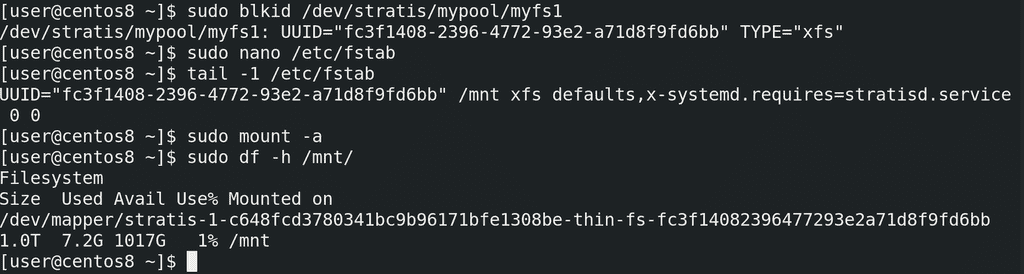 [user@centos8 ~]$ sudo blkid /dev/stratis/mypool/myfs1
/dev/stratis/mypool/myfs1: UUID="fc3f1408-2396-4772-93e2-a71d8f9fd6bb" TYPE="xfs"
[user@centos8 ~]$ sudo nano /etc/fstab
[user@centos8 ~]$ tail -1 /etc/fstab
UUID="fc3f1408-2396-4772-93e2-a71d8f9fd6bb" /mnt xfs defaults,x-systemd.requires=stratisd.service
 0 0
[user@centos8 ~]$ sudo mount -a
[user@centos8 ~]$ sudo df -h /mnt/
Filesystem
Size  Used Avail Use% Mounted on
/dev/mapper/stratis-1-c648fcd3780341bc9b96171bfe1308be-thin-fs-fc3f14082396477293e2a71d8f9fd6bb
1.0T  7.2G 1017G   1% /mnt
[user@centos8 ~]$